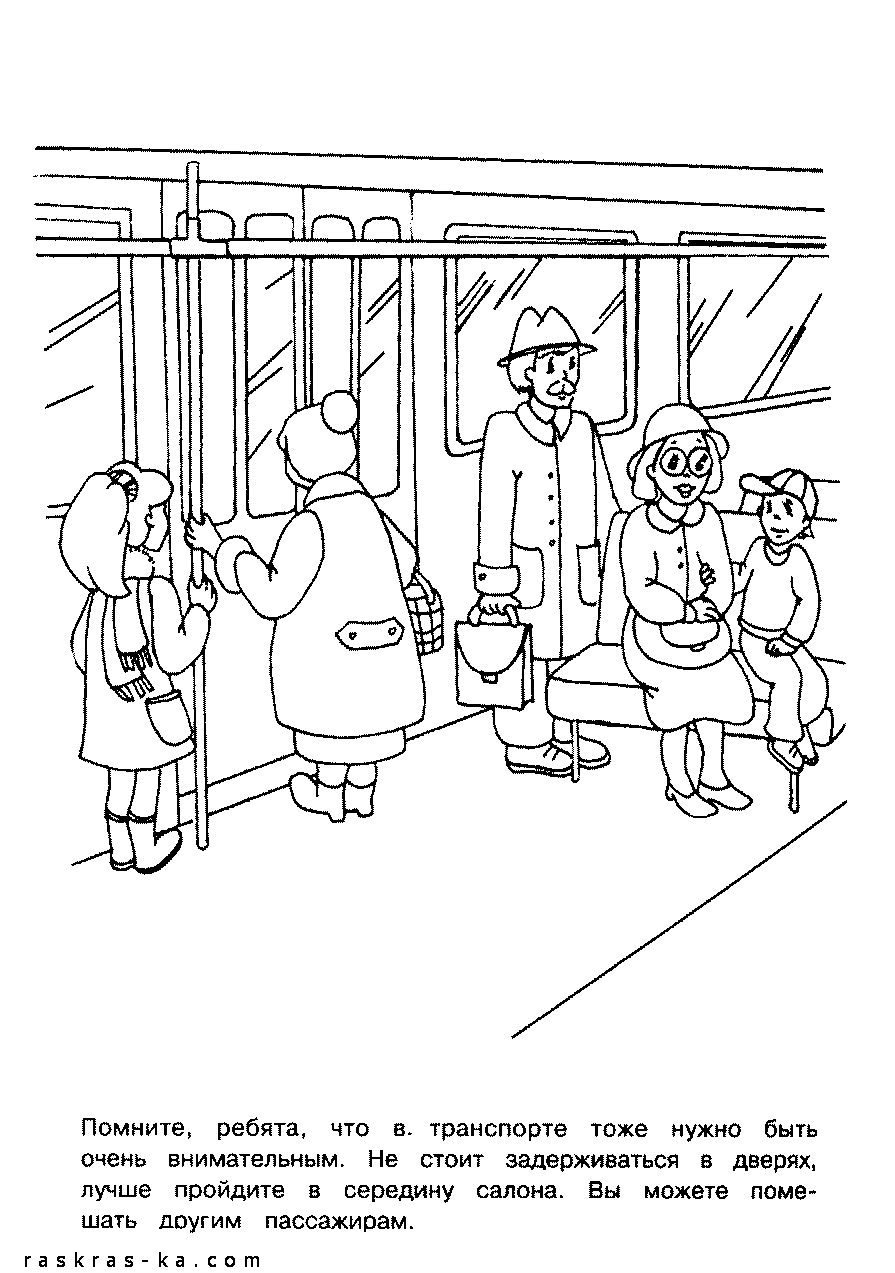 Помните, ребята, что в. транспорте тоже нужно быть
очень внимательным. Не стоит задерживаться в дверях,
лучше пройдите в середину салона. Вы можете поме-
шать другим пассажирам.
raskras-ka.com